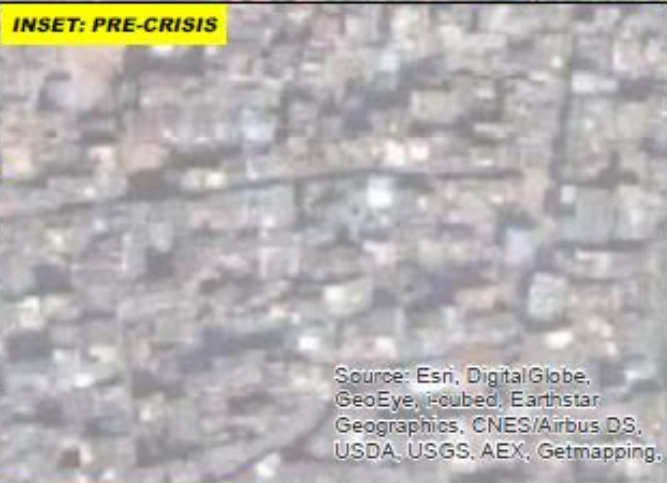 INSET: PRE-CRISIS
Source: Esri, DigitalGlobe,
GeoEye, i-cubed, Earthstar
Geographics, CNES/Airbus DS,
USDA, USGS, AEX, Getmapping,